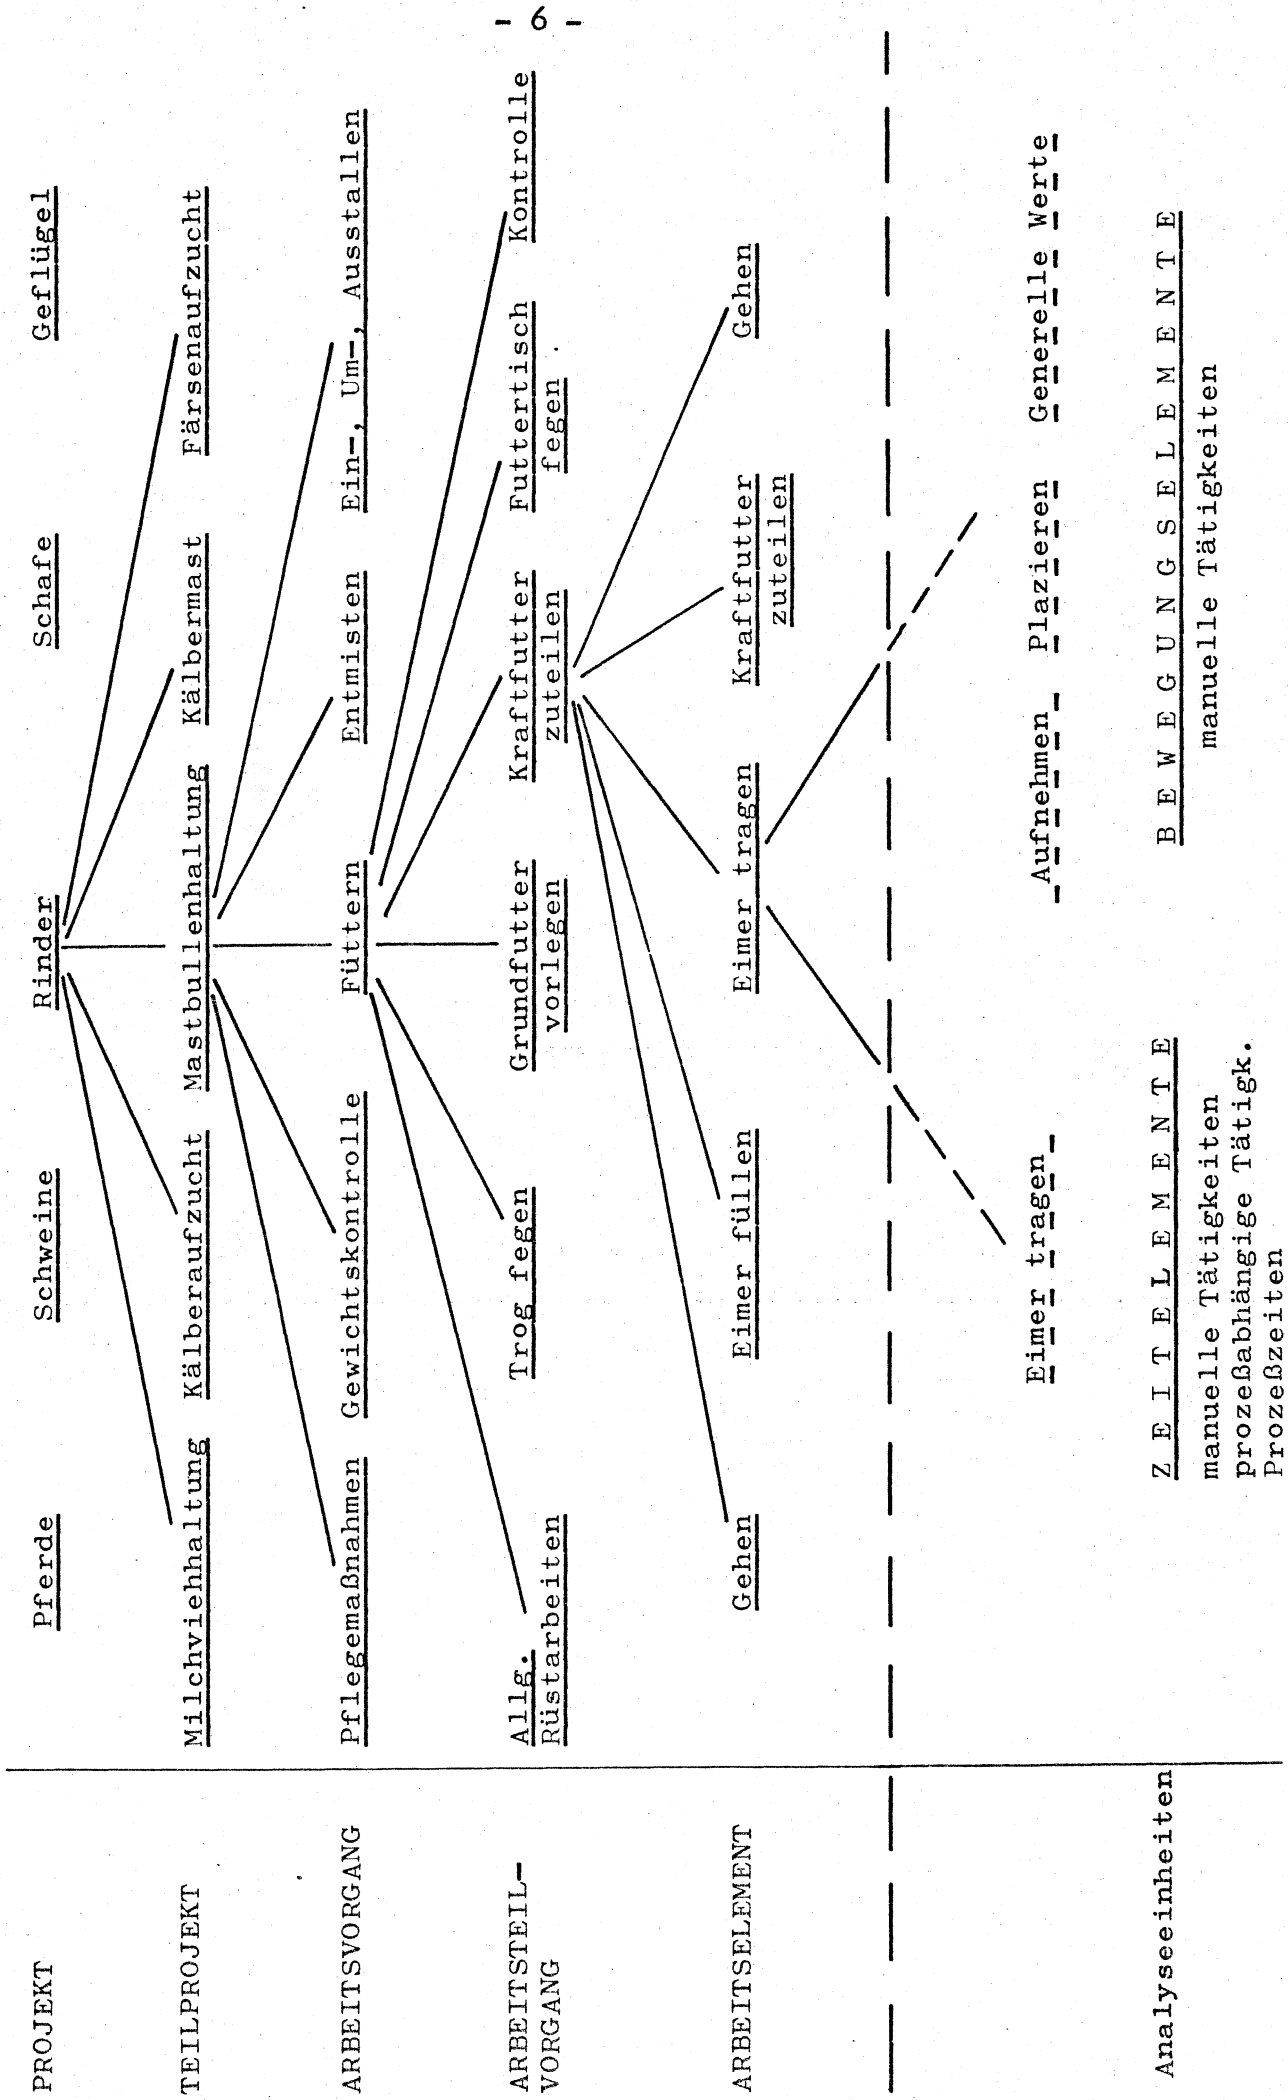 - 6 -
PROJEKT
Pferde
Schweine
Rinder
Schafe
Geflügel
TEILPROJEKT
Milchviehhaltung
Kälberaufzucht
Mastbullenhaltung
Kälbermast
Färsenaufzucht
ARBEITSVORGANG
Pflegemaßnahmen
Gewichtskontrolle
Füttern
Entmisten
Ein-, Um-, Ausstallen
ARBEITSTEIL-
VORGANG
Allg.
Rüstarbeiten
Trog fegen
Grundfutter
vorlegen
Kraftfutter
zuteilen
Futtertisch
fegen
Kontrolle
ARBEITSELEMENT
Gehen
Eimer füllen
Eimer tragen
Kraftfutter
zuteilen
Gehen
Eimer tragen
Aufnehmen
Plazieren
Generelle Werte
Analyseeinheiten
Z E I T E L E M E N T E
manuelle Tätigkeiten
prozeßabhängige Tätigk.
Prozeßzeiten
B E W E G U N G S E L E M E N T E
manuelle Tätigkeiten